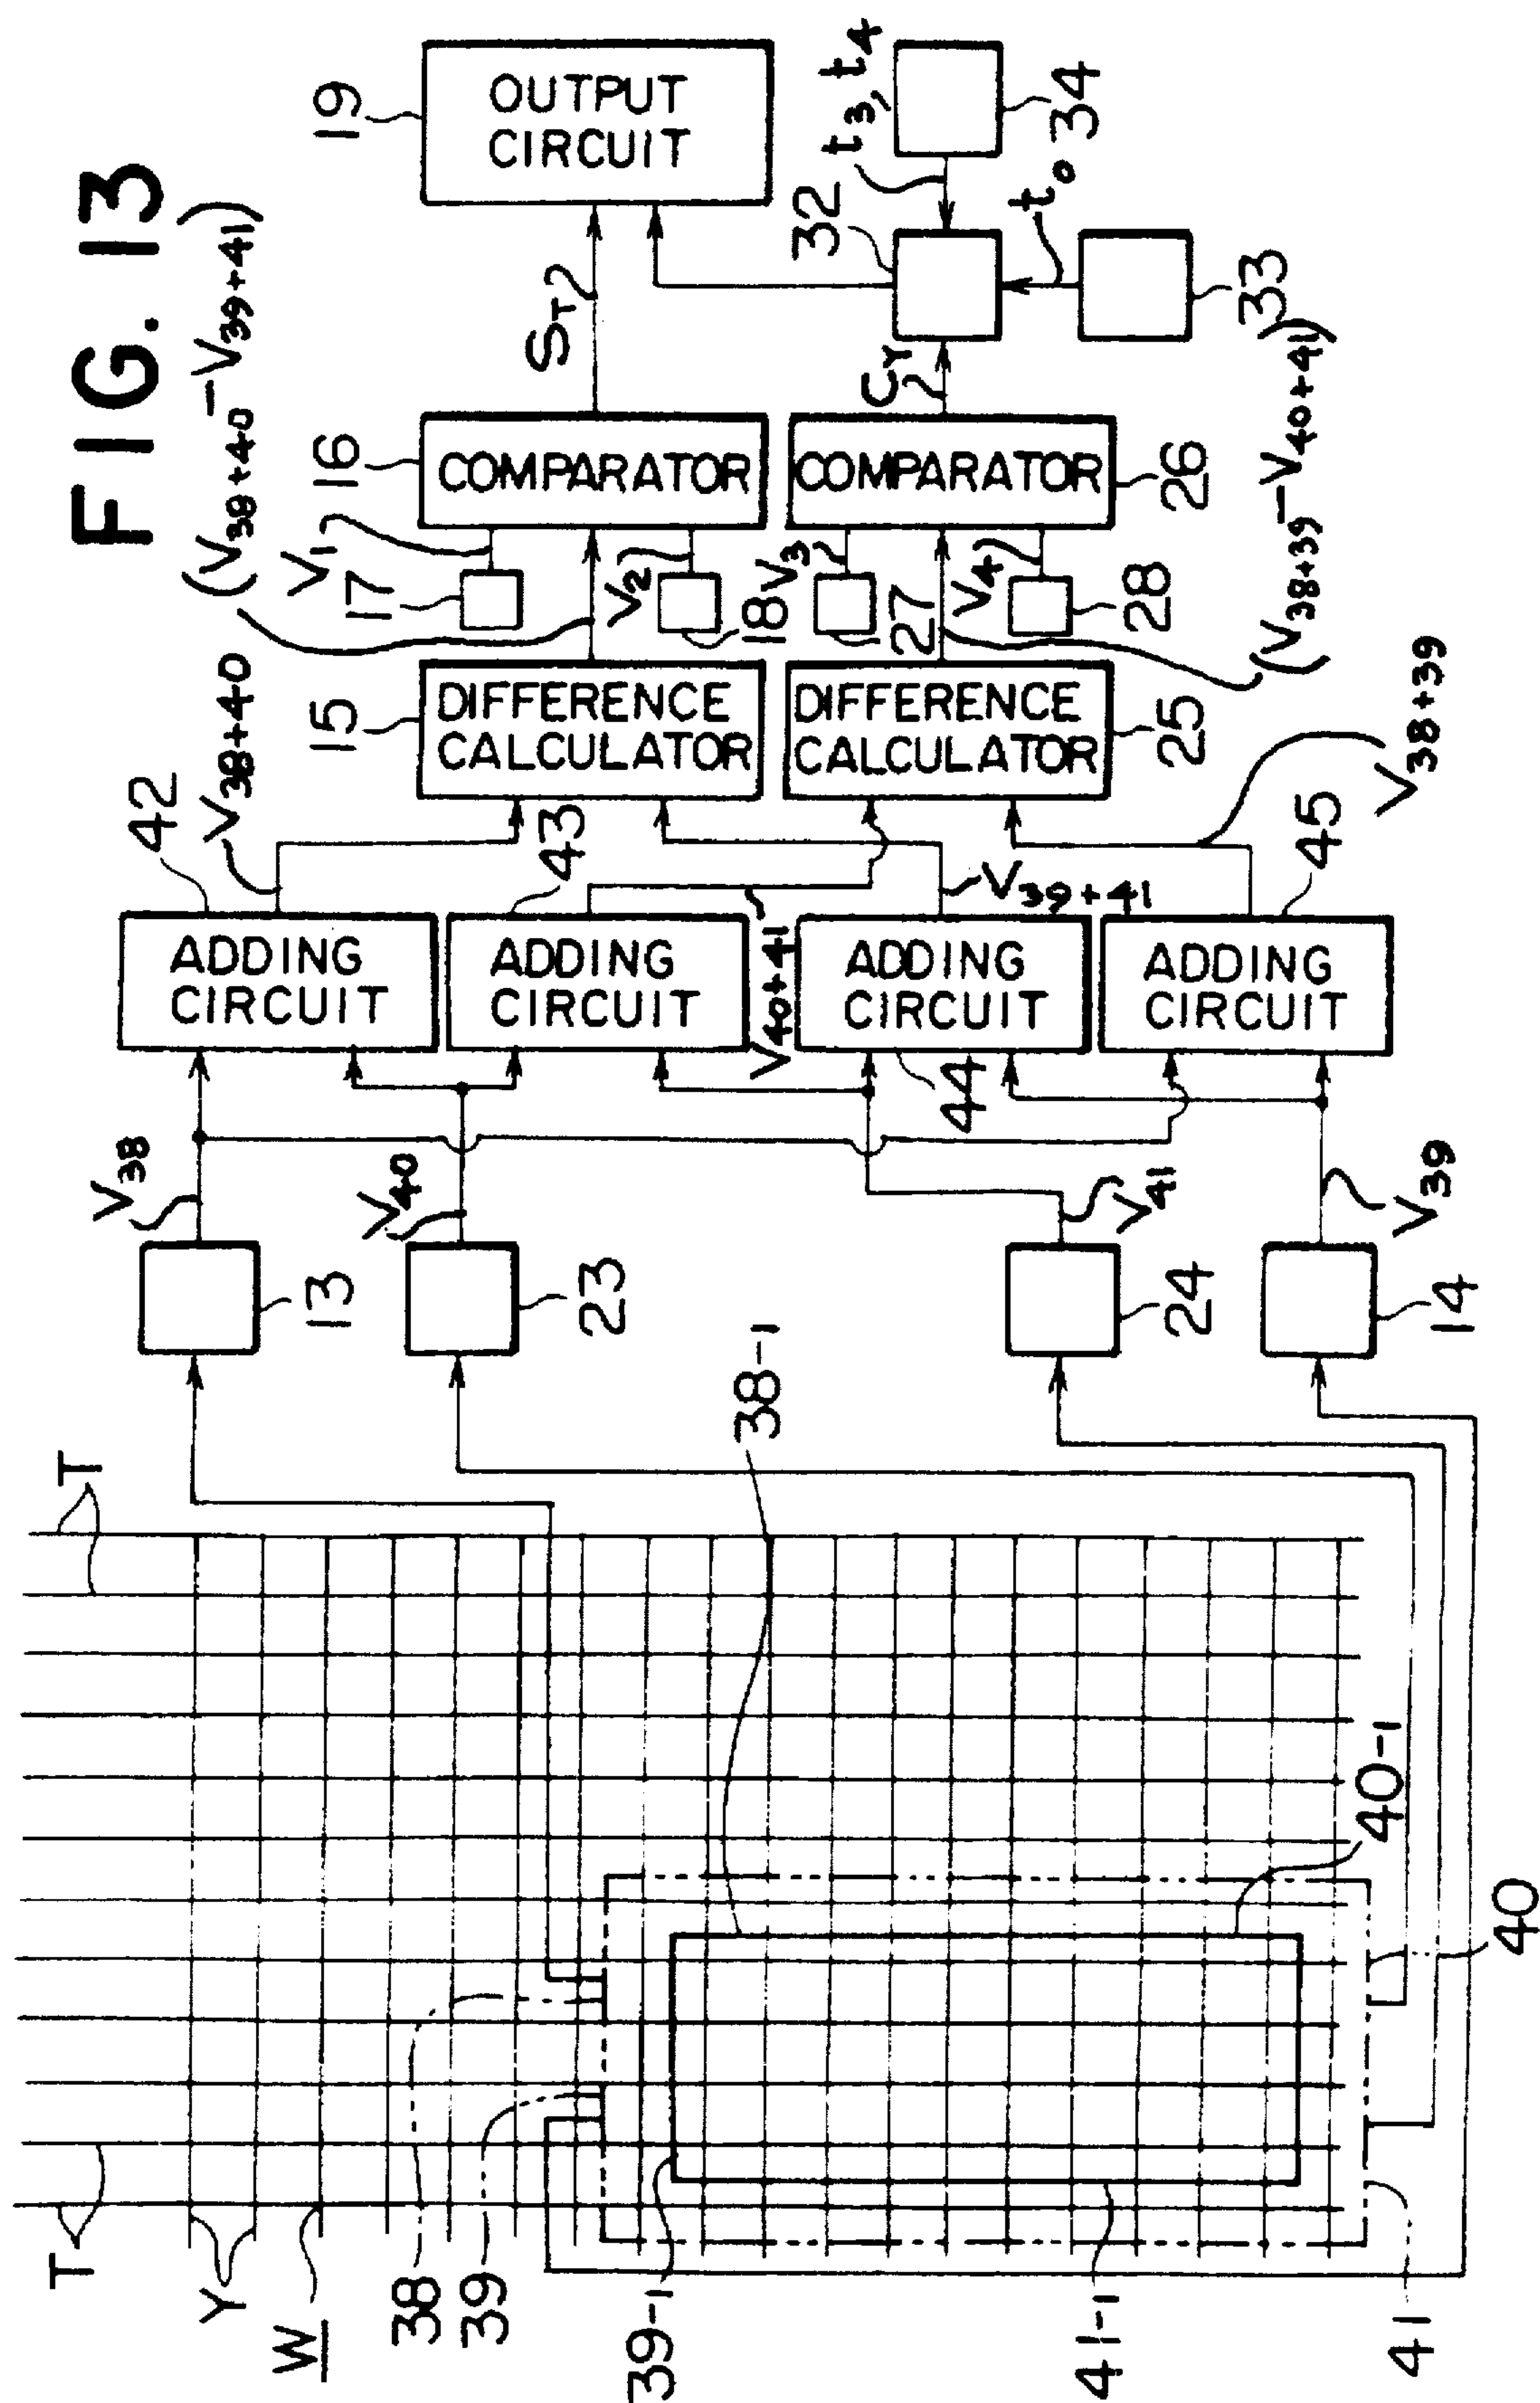 FIG. 13
19
OUTPUT
CIRCUIT
t3, t4
34
32
t0
33
ST
CY
(V38+40-V39+41)
V1
16
COMPARATOR
17
V2
18
V3
COMPARATOR
26
27
V4
28
(V38+39-V40+41)
V38+40
15
DIFFERENCE
CALCULATOR
DIFFERENCE
CALCULATOR
25
V38+39
42
ADDING
CIRCUIT
43
ADDING
CIRCUIT
V40+41
V39+41
ADDING
CIRCUIT
44
45
ADDING
CIRCUIT
V38
13
V40
23
V41
24
V39
14
T
38-1
40-1
40
T
Y
W
38
39
39-1
41-1
41